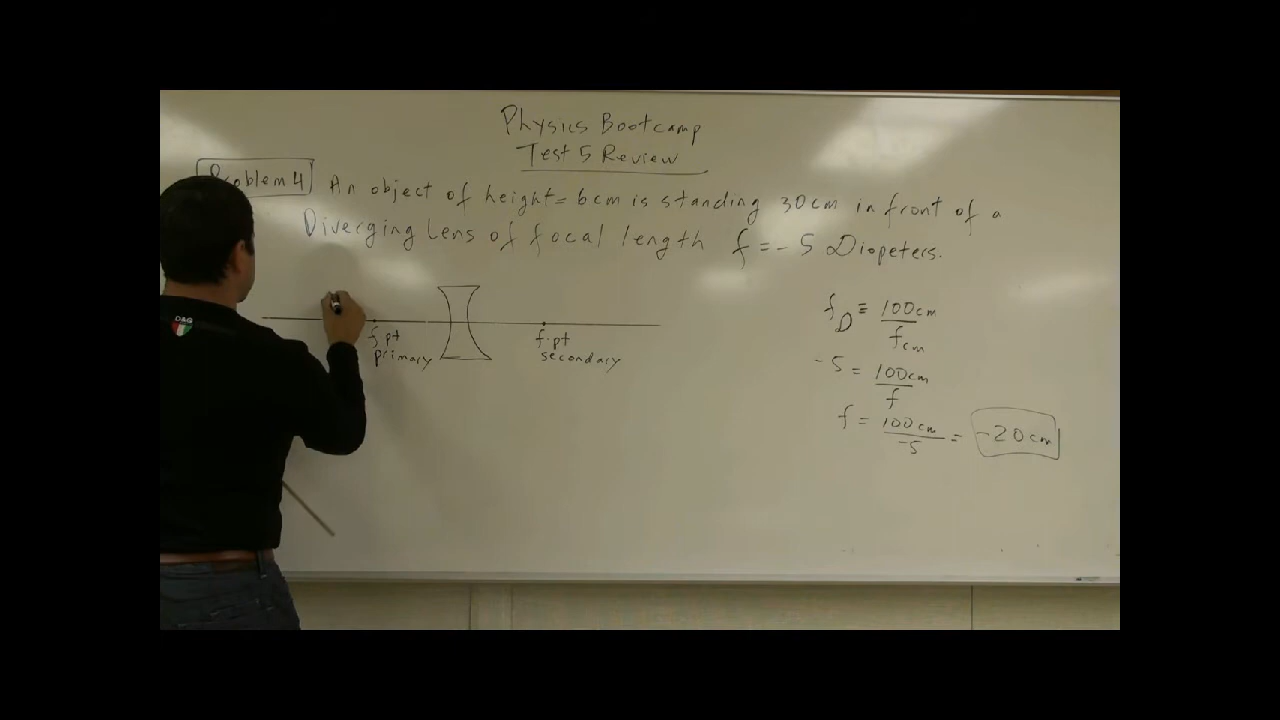 Physics Bootcamp
Test 5 Review
Problem 4 An object of height = 6cm is standing 30cm in front of a
Diverging Lens of focal length f = -5 Diopeters.
f pt primary
f. pt secondary
f_D = 100cm / f_cm
-5 = 100cm / f
f = 100cm / -5 = -20cm
D&G